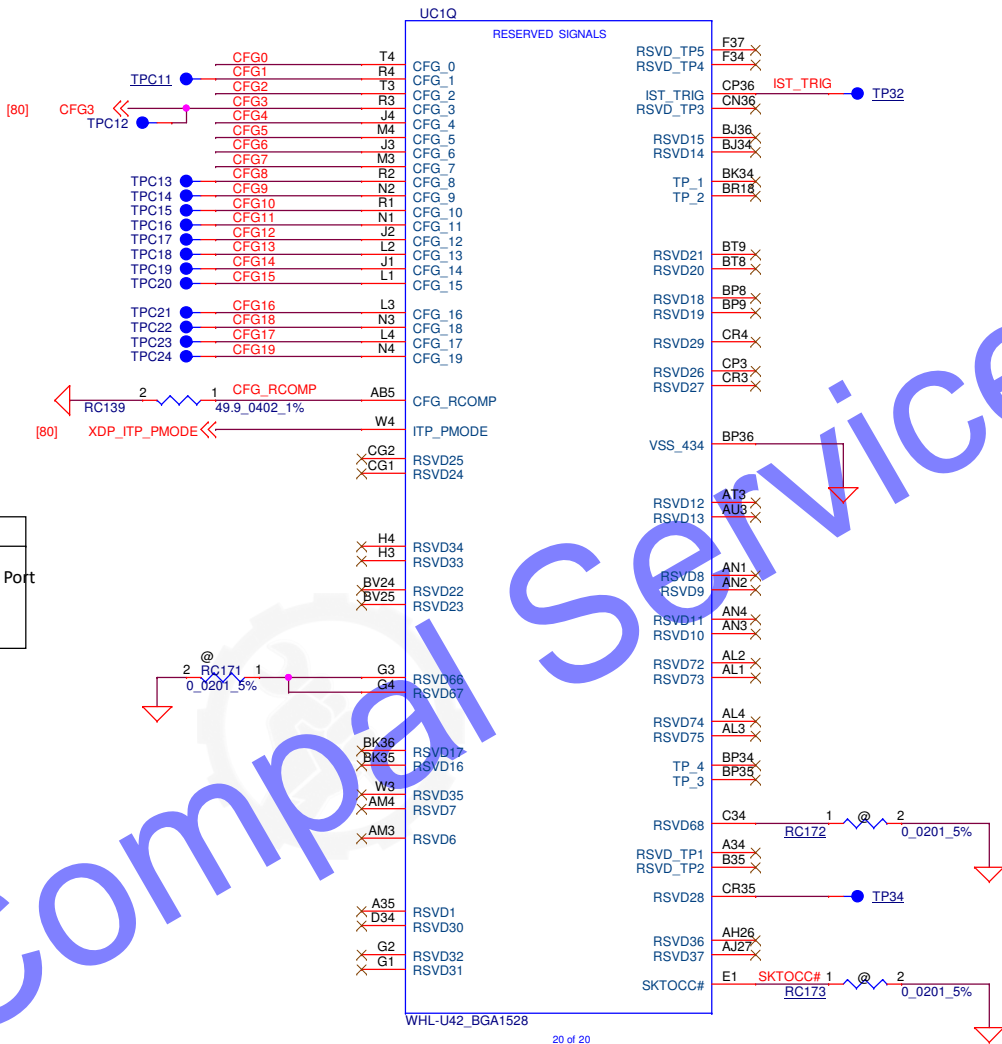 UC1Q
RESERVED SIGNALS
CFG0 T4 CFG_0
TPC11 CFG1 R4 CFG_1
CFG2 T3 CFG_2
[80] CFG3 CFG3 R3 CFG_3
TPC12 CFG4 J4 CFG_4
CFG5 M4 CFG_5
CFG6 J3 CFG_6
CFG7 M3 CFG_7
TPC13 CFG8 R2 CFG_8
TPC14 CFG9 N2 CFG_9
TPC15 CFG10 R1 CFG_10
TPC16 CFG11 N1 CFG_11
TPC17 CFG12 J2 CFG_12
TPC18 CFG13 L2 CFG_13
TPC19 CFG14 J1 CFG_14
TPC20 CFG15 L1 CFG_15
TPC21 CFG16 L3 CFG_16
TPC22 CFG18 N3 CFG_18
TPC23 CFG17 L4 CFG_17
TPC24 CFG19 N4 CFG_19
2 1 CFG_RCOMP AB5 CFG_RCOMP
RC139 49.9_0402_1%
[80] XDP_ITP_PMODE W4 ITP_PMODE
CG2 RSVD25
CG1 RSVD24
Port
H4 RSVD34
H3 RSVD33
BV24 RSVD22
BV25 RSVD23
@
2 RC171 1 G3 RSVD66
0_0201_5% G4 RSVD67
BK36 RSVD17
BK35 RSVD16
W3 RSVD35
AM4 RSVD7
AM3 RSVD6
A35 RSVD1
D34 RSVD30
G2 RSVD32
G1 RSVD31
RSVD_TP5 F37
RSVD_TP4 F34
IST_TRIG CP36 IST_TRIG TP32
RSVD_TP3 CN36
RSVD15 BJ36
RSVD14 BJ34
TP_1 BK34
TP_2 BR18
RSVD21 BT9
RSVD20 BT8
RSVD18 BP8
RSVD19 BP9
RSVD29 CR4
RSVD26 CP3
RSVD27 CR3
VSS_434 BP36
RSVD12 AT3
RSVD13 AU3
RSVD8 AN1
RSVD9 AN2
RSVD11 AN4
RSVD10 AN3
RSVD72 AL2
RSVD73 AL1
RSVD74 AL4
RSVD75 AL3
TP_4 BP34
TP_3 BP35
RSVD68 C34 1 @ 2
RC172 0_0201_5%
RSVD_TP1 A34
RSVD_TP2 B35
RSVD28 CR35 TP34
RSVD36 AH26
RSVD37 AJ27
SKTOCC# E1 SKTOCC# 1 @ 2
RC173 0_0201_5%
WHL-U42_BGA1528
20 of 20
Compal Service